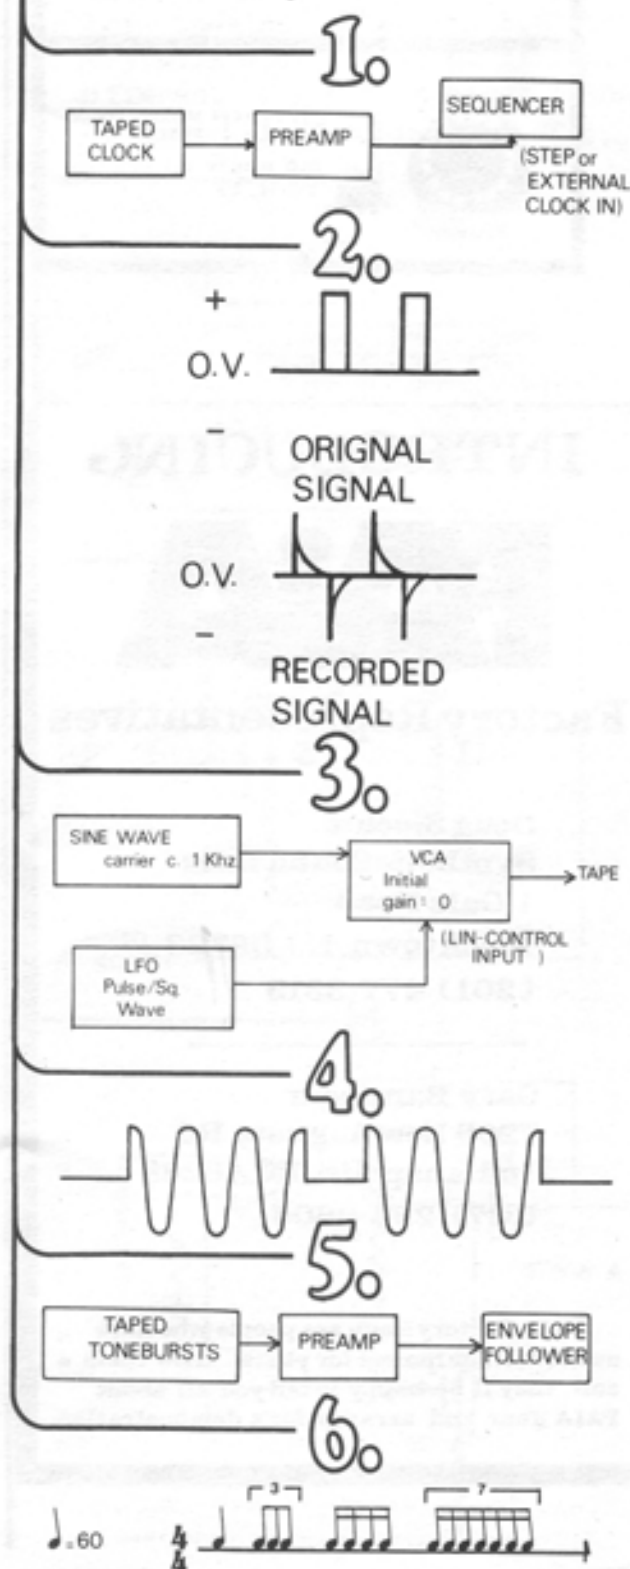 1.
TAPED
CLOCK
PREAMP
SEQUENCER
(STEP or
EXTERNAL
CLOCK IN)
2.
+
O.V.
–
ORIGNAL
SIGNAL
O.V.
–
RECORDED
SIGNAL
3.
SINE WAVE
carrier c. 1 Khz.
VCA
Initial
gain = 0
TAPE
(LIN-CONTROL
INPUT )
LFO
Pulse/Sq.
Wave
4.
5.
TAPED
TONEBURSTS
PREAMP
ENVELOPE
FOLLOWER
6.
3
7
♩=60
4
4